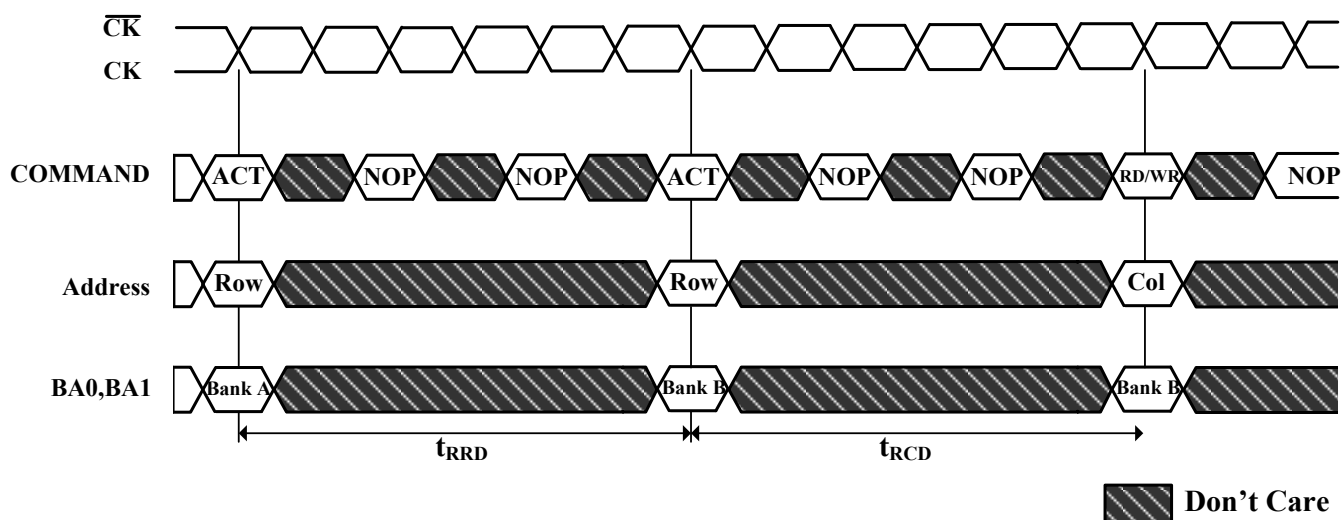 CK
CK
COMMAND ACT NOP NOP ACT NOP NOP RD/WR NOP
Address Row Row Col
BA0,BA1 Bank A Bank B Bank B
tRRD tRCD
Don't Care